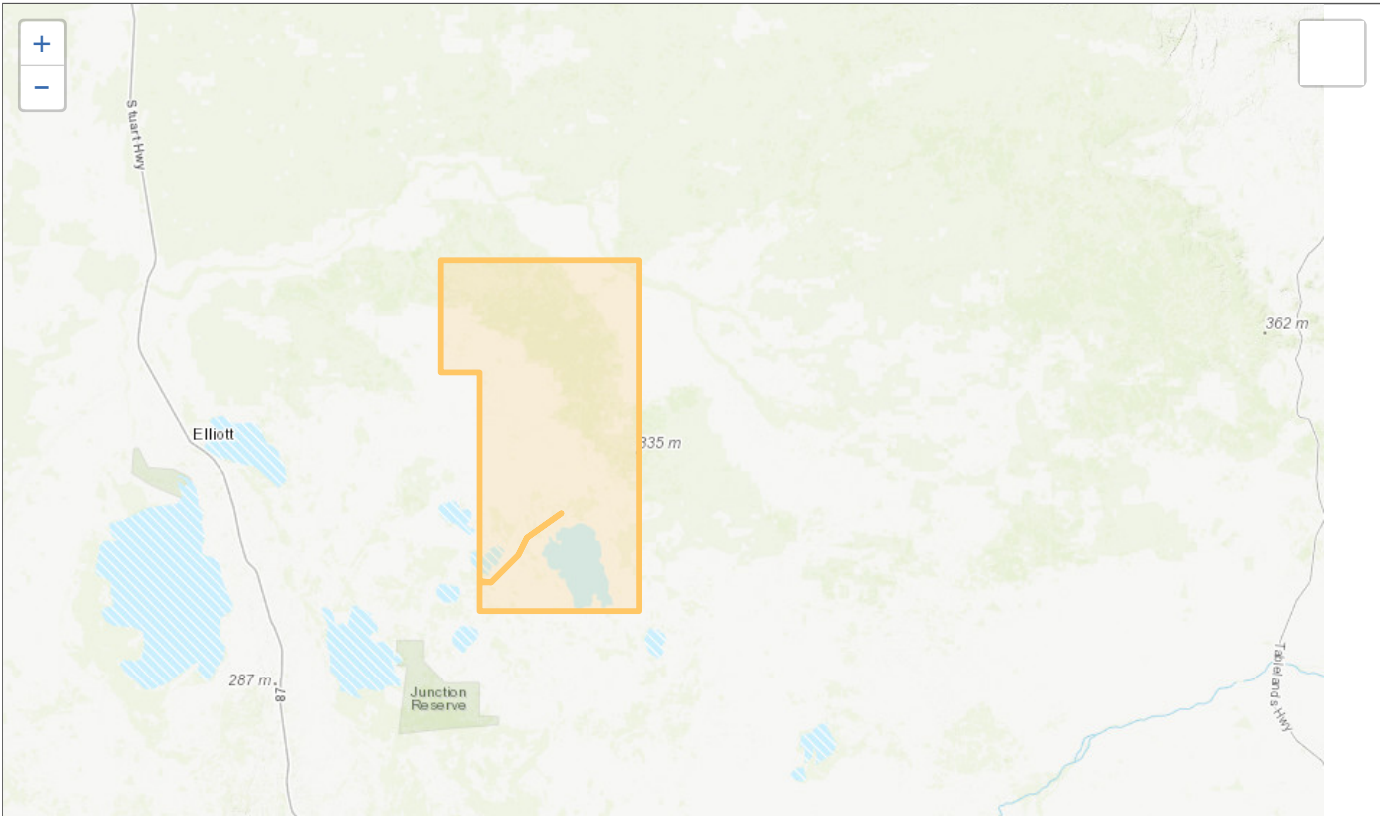 +
−
Stuart Hwy
362 m
Elliott
335 m
287 m
87
Junction
Reserve
Tablelands Hwy